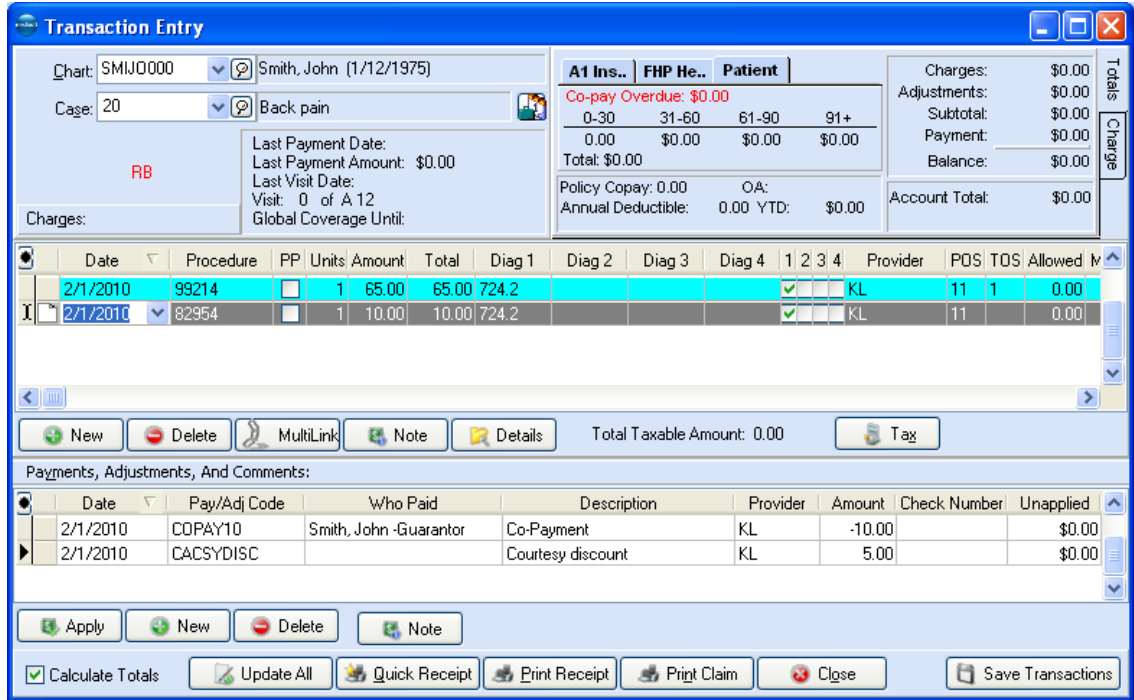 Transaction Entry
Chart: SMIJO000 Smith, John (1/12/1975)
Case: 20 Back pain
RB
Charges:
Last Payment Date:
Last Payment Amount: $0.00
Last Visit Date:
Visit: 0 of A 12
Global Coverage Until:
A1 Ins.. FHP He.. Patient
Co-pay Overdue: $0.00
0-30 31-60 61-90 91+
0.00 $0.00 $0.00 $0.00
Total: $0.00
Policy Copay: 0.00 OA:
Annual Deductible: 0.00 YTD: $0.00
Charges: $0.00
Adjustments: $0.00
Subtotal: $0.00
Payment: $0.00
Balance: $0.00
Account Total: $0.00
Totals
Charge
Date Procedure PP Units Amount Total Diag 1 Diag 2 Diag 3 Diag 4 1 2 3 4 Provider POS TOS Allowed M
2/1/2010 99214 1 65.00 65.00 724.2 KL 11 1 0.00
2/1/2010 82954 1 10.00 10.00 724.2 KL 11 0.00
New Delete MultiLink Note Details Total Taxable Amount: 0.00 Tax
Payments, Adjustments, And Comments:
Date Pay/Adj Code Who Paid Description Provider Amount Check Number Unapplied
2/1/2010 COPAY10 Smith, John -Guarantor Co-Payment KL -10.00 $0.00
2/1/2010 CACSYDISC Courtesy discount KL 5.00 $0.00
Apply New Delete Note
Calculate Totals Update All Quick Receipt Print Receipt Print Claim Close Save Transactions